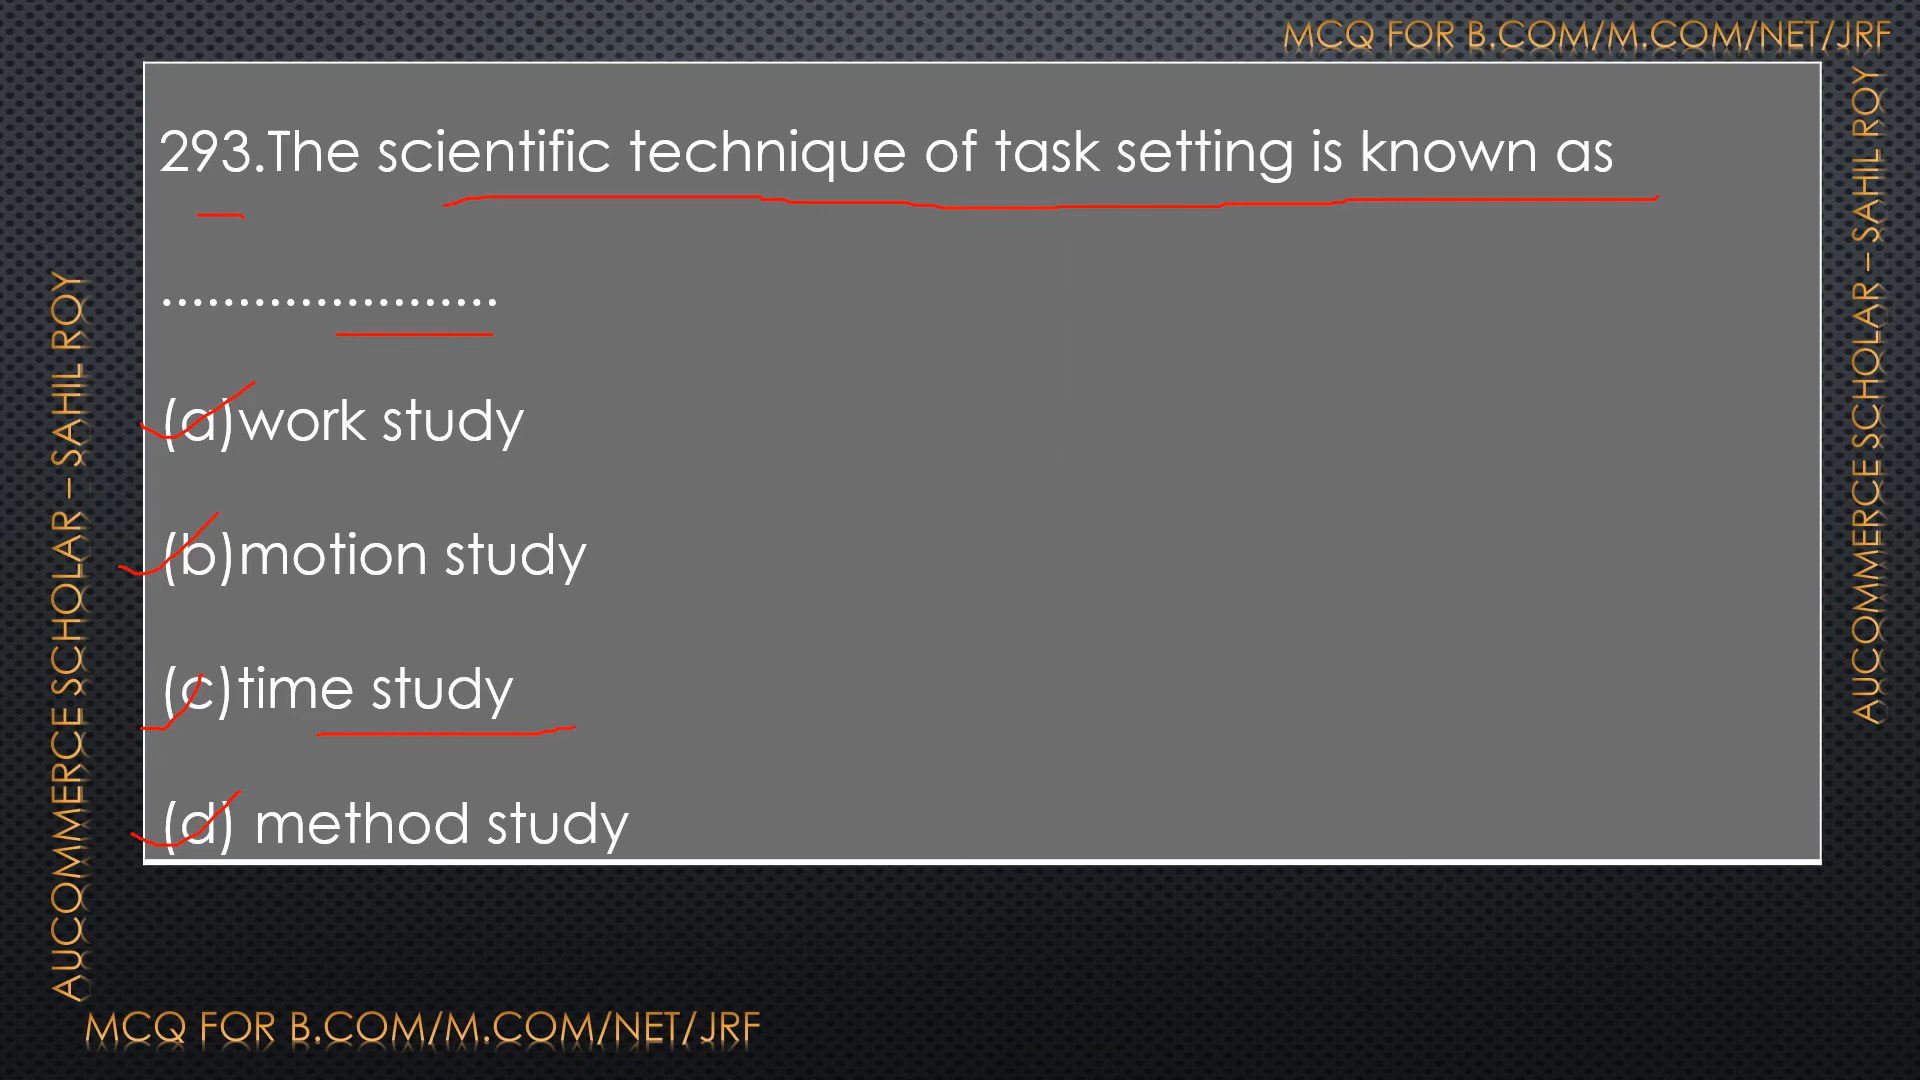 MCQ FOR B.COM/M.COM/NET/JRF
293.The scientific technique of task setting is known as
......................
(a)work study
(b)motion study
(c)time study
(d) method study
AUCOMMERCE SCHOLAR – SAHIL ROY
AUCOMMERCE SCHOLAR – SAHIL ROY
MCQ FOR B.COM/M.COM/NET/JRF